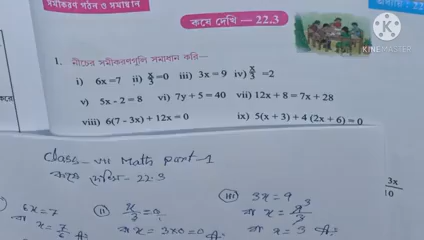 সমীকরণ গঠন ও সমাধান
অধ্যায় : 22
কষে দেখি — 22.3
KINEMASTER
1. নীচের সমীকরণগুলি সমাধান করি—
i) 6x=7 ii) x/3=0 iii) 3x = 9 iv) x/3=2
v) 5x - 2 = 8 vi) 7y + 5 = 40 vii) 12x + 8 = 7x + 28
viii) 6(7 - 3x) + 12x = 0 ix) 5(x + 3) + 4 (2x + 6) = 0
Class - VII Math part-1
কষে দেখি - 22.3
3x/10
6x = 7
বা x = 7/6
ii x/3 = 0
বা x = 3x0 = 0
iii 3x = 9
বা x = 9/3
বা x = 3